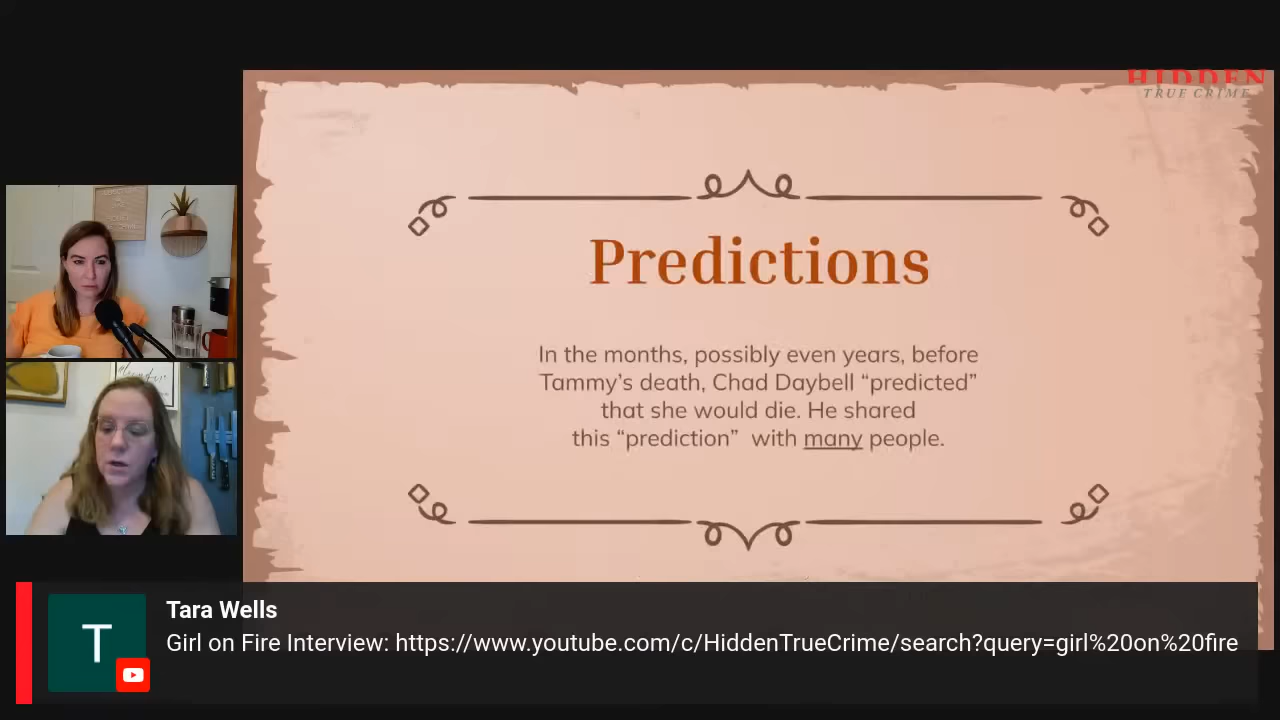 HIDDEN
TRUE CRIME
Predictions
In the months, possibly even years, before
Tammy’s death, Chad Daybell “predicted”
that she would die. He shared
this “prediction”  with many people.
T
Tara Wells
Girl on Fire Interview: https://www.youtube.com/c/HiddenTrueCrime/search?query=girl%20on%20fire